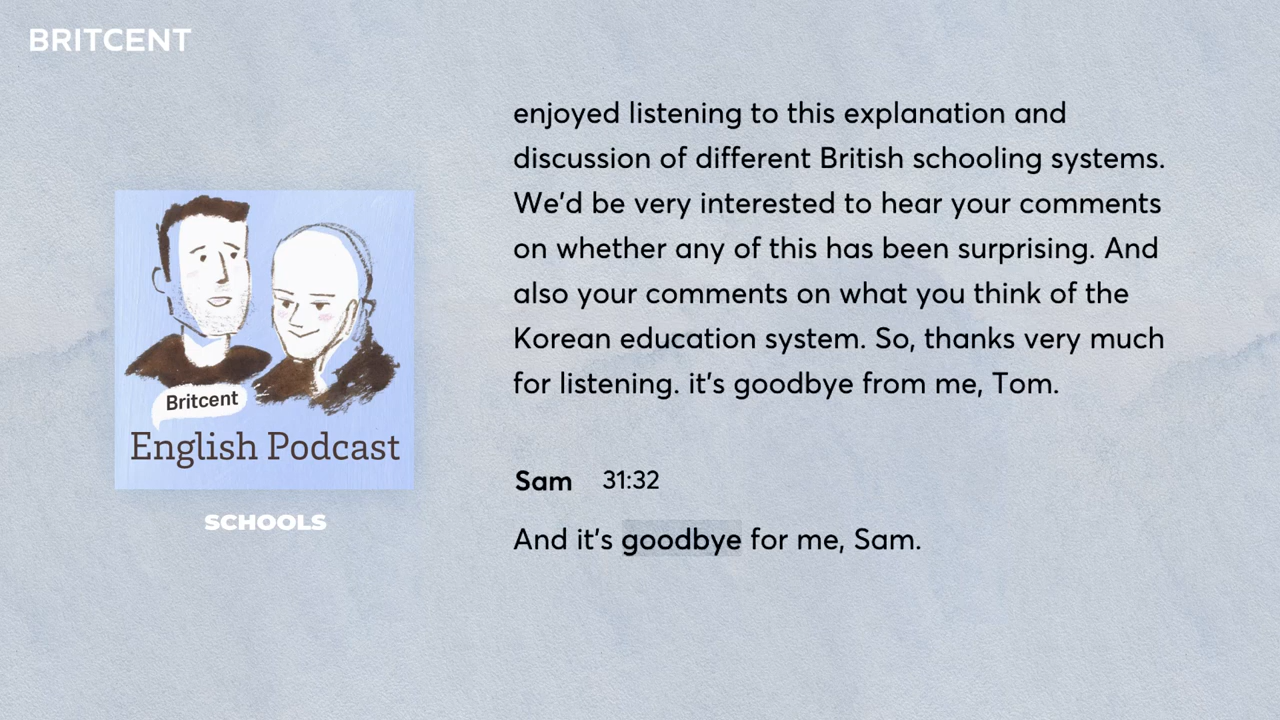 BRITCENT
Britcent
English Podcast
SCHOOLS
enjoyed listening to this explanation and
discussion of different British schooling systems.
We'd be very interested to hear your comments
on whether any of this has been surprising. And
also your comments on what you think of the
Korean education system. So, thanks very much
for listening. it's goodbye from me, Tom.
Sam 31:32
And it's goodbye for me, Sam.